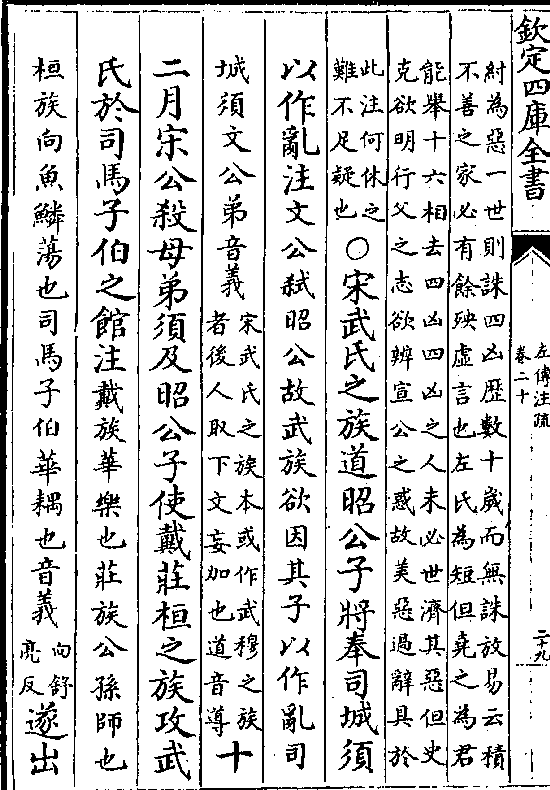 欽定四庫全書
左傳注疏
卷二十
二十九
紂為惡一世則誅四凶歴數十歲而無誅放易云積
不善之家必有餘殃虚言也左氏為短但堯之為君
能舉十六相去四凶四凶之人未必世濟其惡但史
克欲明行父之志欲辨宣公之惑故美惡過辭具於
此注何休之
難不足疑也
○宋武氏之族道昭公子將奉司城須
以作亂注文公弒昭公故武族欲因其子以作亂司
城須文公弟音義
宋武氏之族本或作武穆之族
者後人取下文妄加也道音導
十
二月宋公殺母弟須及昭公子使戴莊桓之族攻武
氏於司馬子伯之館注戴族華樂也莊族公孫師也
桓族向魚鱗蕩也司馬子伯華耦也音義
向舒
亮反
遂出